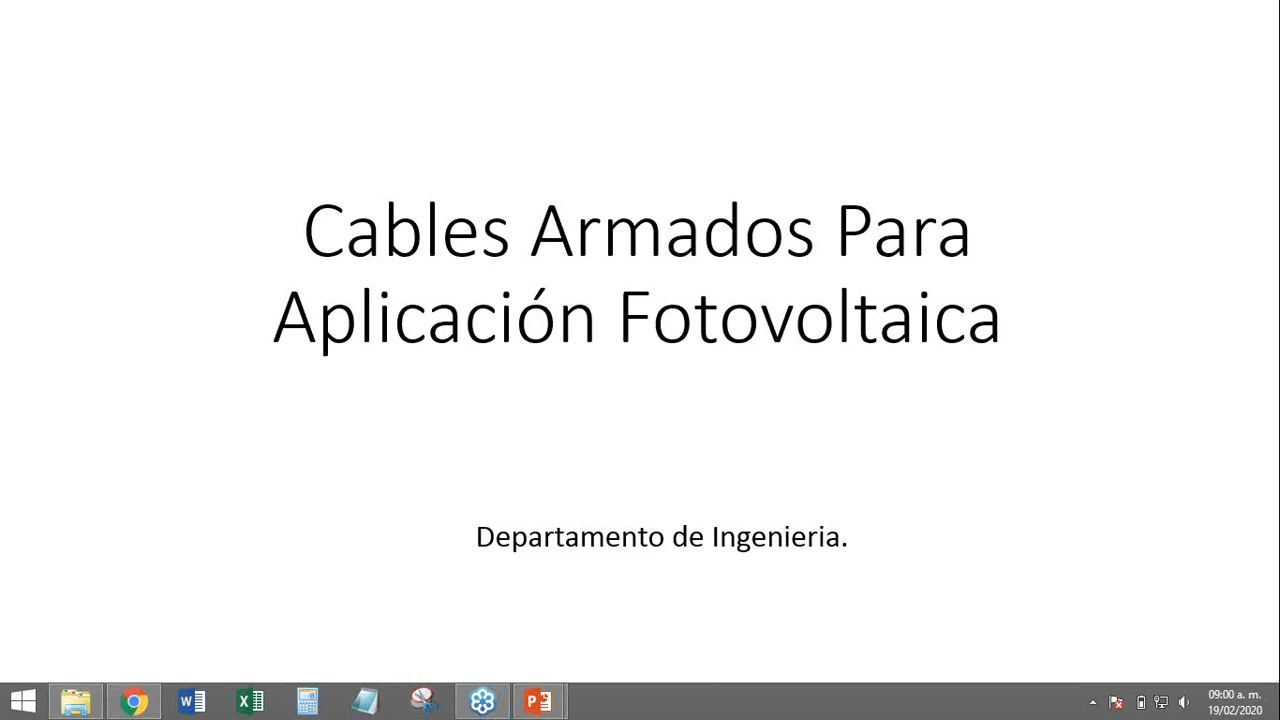 Cables Armados Para
Aplicación Fotovoltaica
Departamento de Ingenieria.
09:00 a. m.
19/02/2020